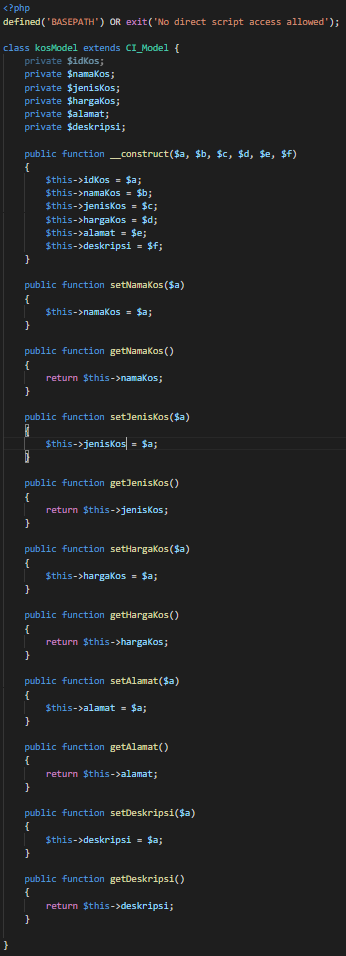 <?php
defined('BASEPATH') OR exit('No direct script access allowed');
class kosModel extends CI_Model {
private $idKos;
private $namaKos;
private $jenisKos;
private $hargaKos;
private $alamat;
private $deskripsi;
public function __construct($a, $b, $c, $d, $e, $f)
{
$this->idKos = $a;
$this->namaKos = $b;
$this->jenisKos = $c;
$this->hargaKos = $d;
$this->alamat = $e;
$this->deskripsi = $f;
}
public function setNamaKos($a)
{
$this->namaKos = $a;
}
public function getNamaKos()
{
return $this->namaKos;
}
public function setJenisKos($a)
{
$this->jenisKos = $a;
}
public function getJenisKos()
{
return $this->jenisKos;
}
public function setHargaKos($a)
{
$this->hargaKos = $a;
}
public function getHargaKos()
{
return $this->hargaKos;
}
public function setAlamat($a)
{
$this->alamat = $a;
}
public function getAlamat()
{
return $this->alamat;
}
public function setDeskripsi($a)
{
$this->deskripsi = $a;
}
public function getDeskripsi()
{
return $this->deskripsi;
}
}